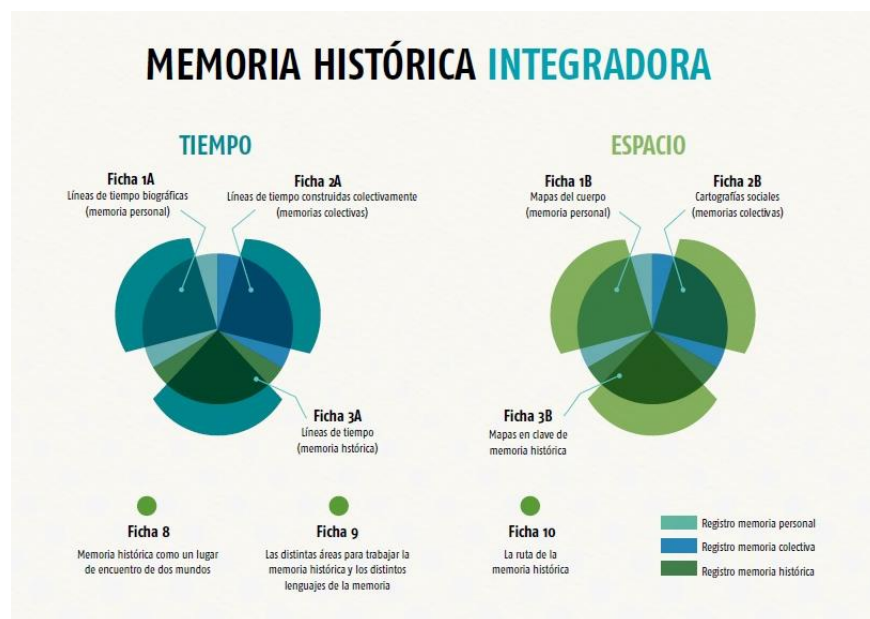 MEMORIA HISTÓRICA INTEGRADORA
TIEMPO
Ficha 1A
Líneas de tiempo biográficas
(memoria personal)
Ficha 2A
Líneas de tiempo construidas colectivamente
(memorias colectivas)
Ficha 3A
Líneas de tiempo
(memoria hstórica)
ESPACIO
Ficha 1B
Mapas del cuerpo
(memoria personal)
Ficha 2B
Cartografías sociales
(memorias colectivas)
Ficha 3B
Mapas en clave de
memoria histórica
Ficha 8
Memoria histórica como un lugar
de encuentro de dos mundos
Ficha 9
Las distintas áreas para trabajar la
memoria histórica y los distintos
lenguajes de la memoria
Ficha 10
La ruta de la
memoria histórica
Registro memoria personal
Registro memoria colectiva
Registro memoria histórica